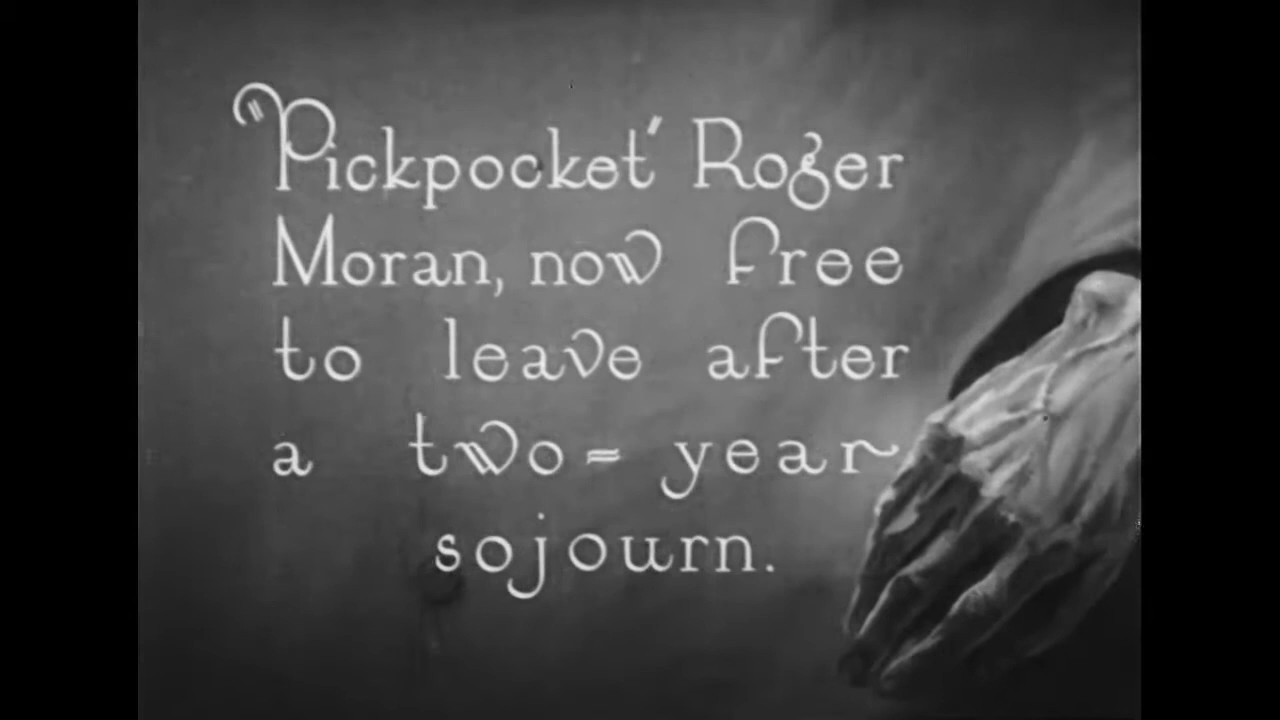 "Pickpocket" Roger
Moran, now free
to leave after
a two=year
sojourn.